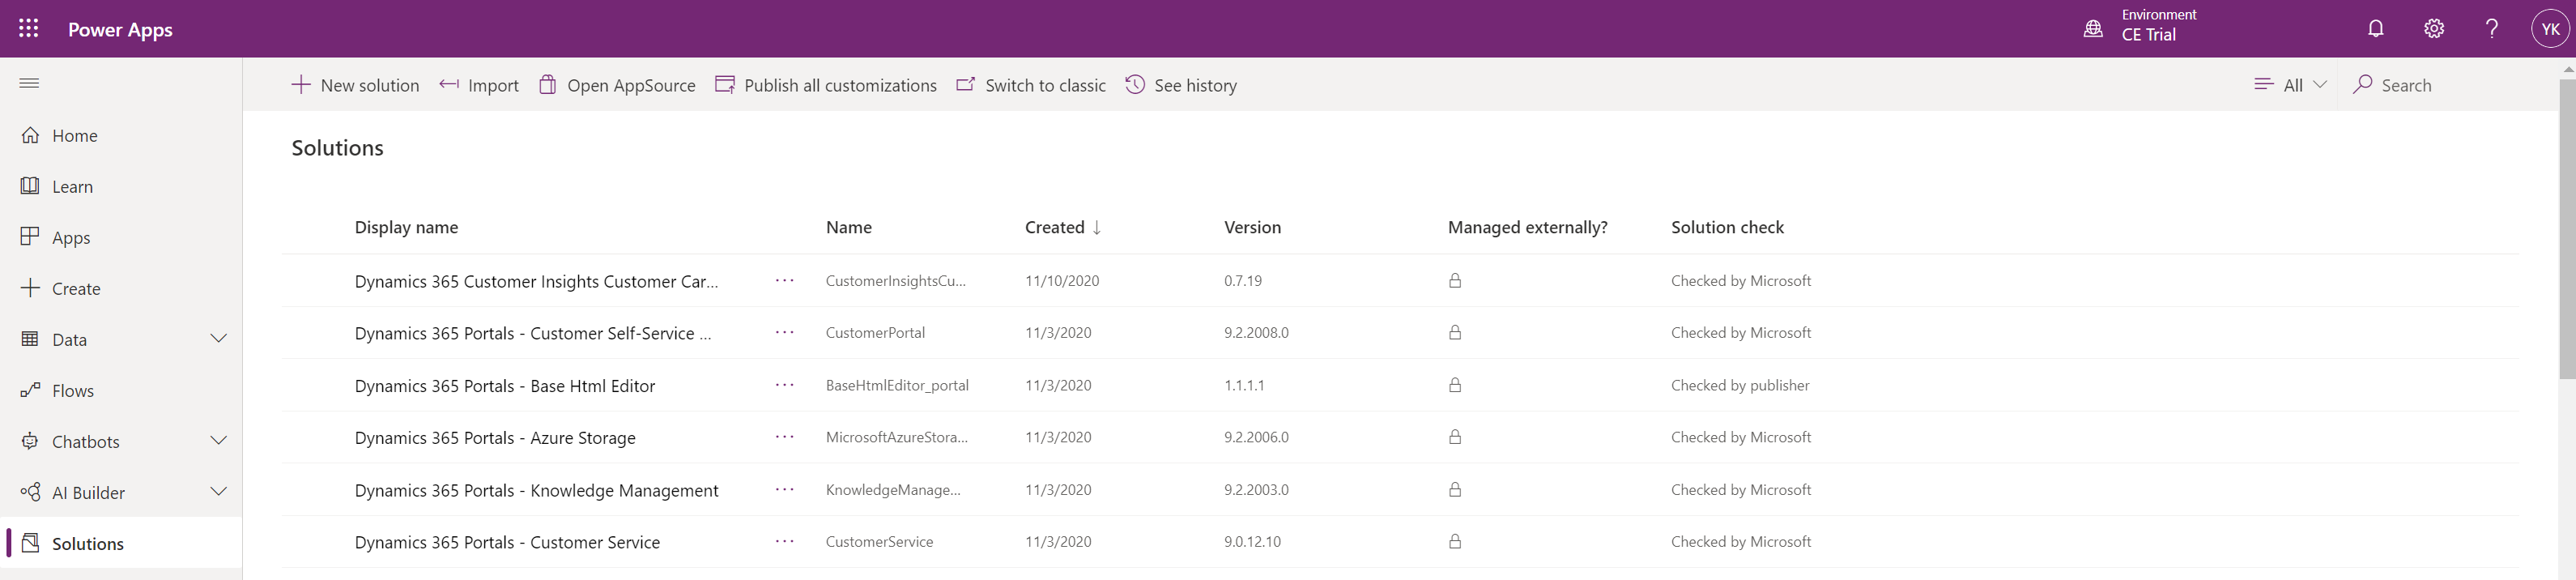 Power Apps
Environment
CE Trial
YK
New solution Import Open AppSource Publish all customizations Switch to classic See history All Search
Home
Learn
Apps
Create
Data
Flows
Chatbots
AI Builder
Solutions
Solutions
Display name Name Created ↓ Version Managed externally? Solution check
Dynamics 365 Customer Insights Customer Car... ... CustomerInsightsCu... 11/10/2020 0.7.19 Checked by Microsoft
Dynamics 365 Portals - Customer Self-Service ... ... CustomerPortal 11/3/2020 9.2.2008.0 Checked by Microsoft
Dynamics 365 Portals - Base Html Editor ... BaseHtmlEditor_portal 11/3/2020 1.1.1.1 Checked by publisher
Dynamics 365 Portals - Azure Storage ... MicrosoftAzureStora... 11/3/2020 9.2.2006.0 Checked by Microsoft
Dynamics 365 Portals - Knowledge Management ... KnowledgeManage... 11/3/2020 9.2.2003.0 Checked by Microsoft
Dynamics 365 Portals - Customer Service ... CustomerService 11/3/2020 9.0.12.10 Checked by Microsoft